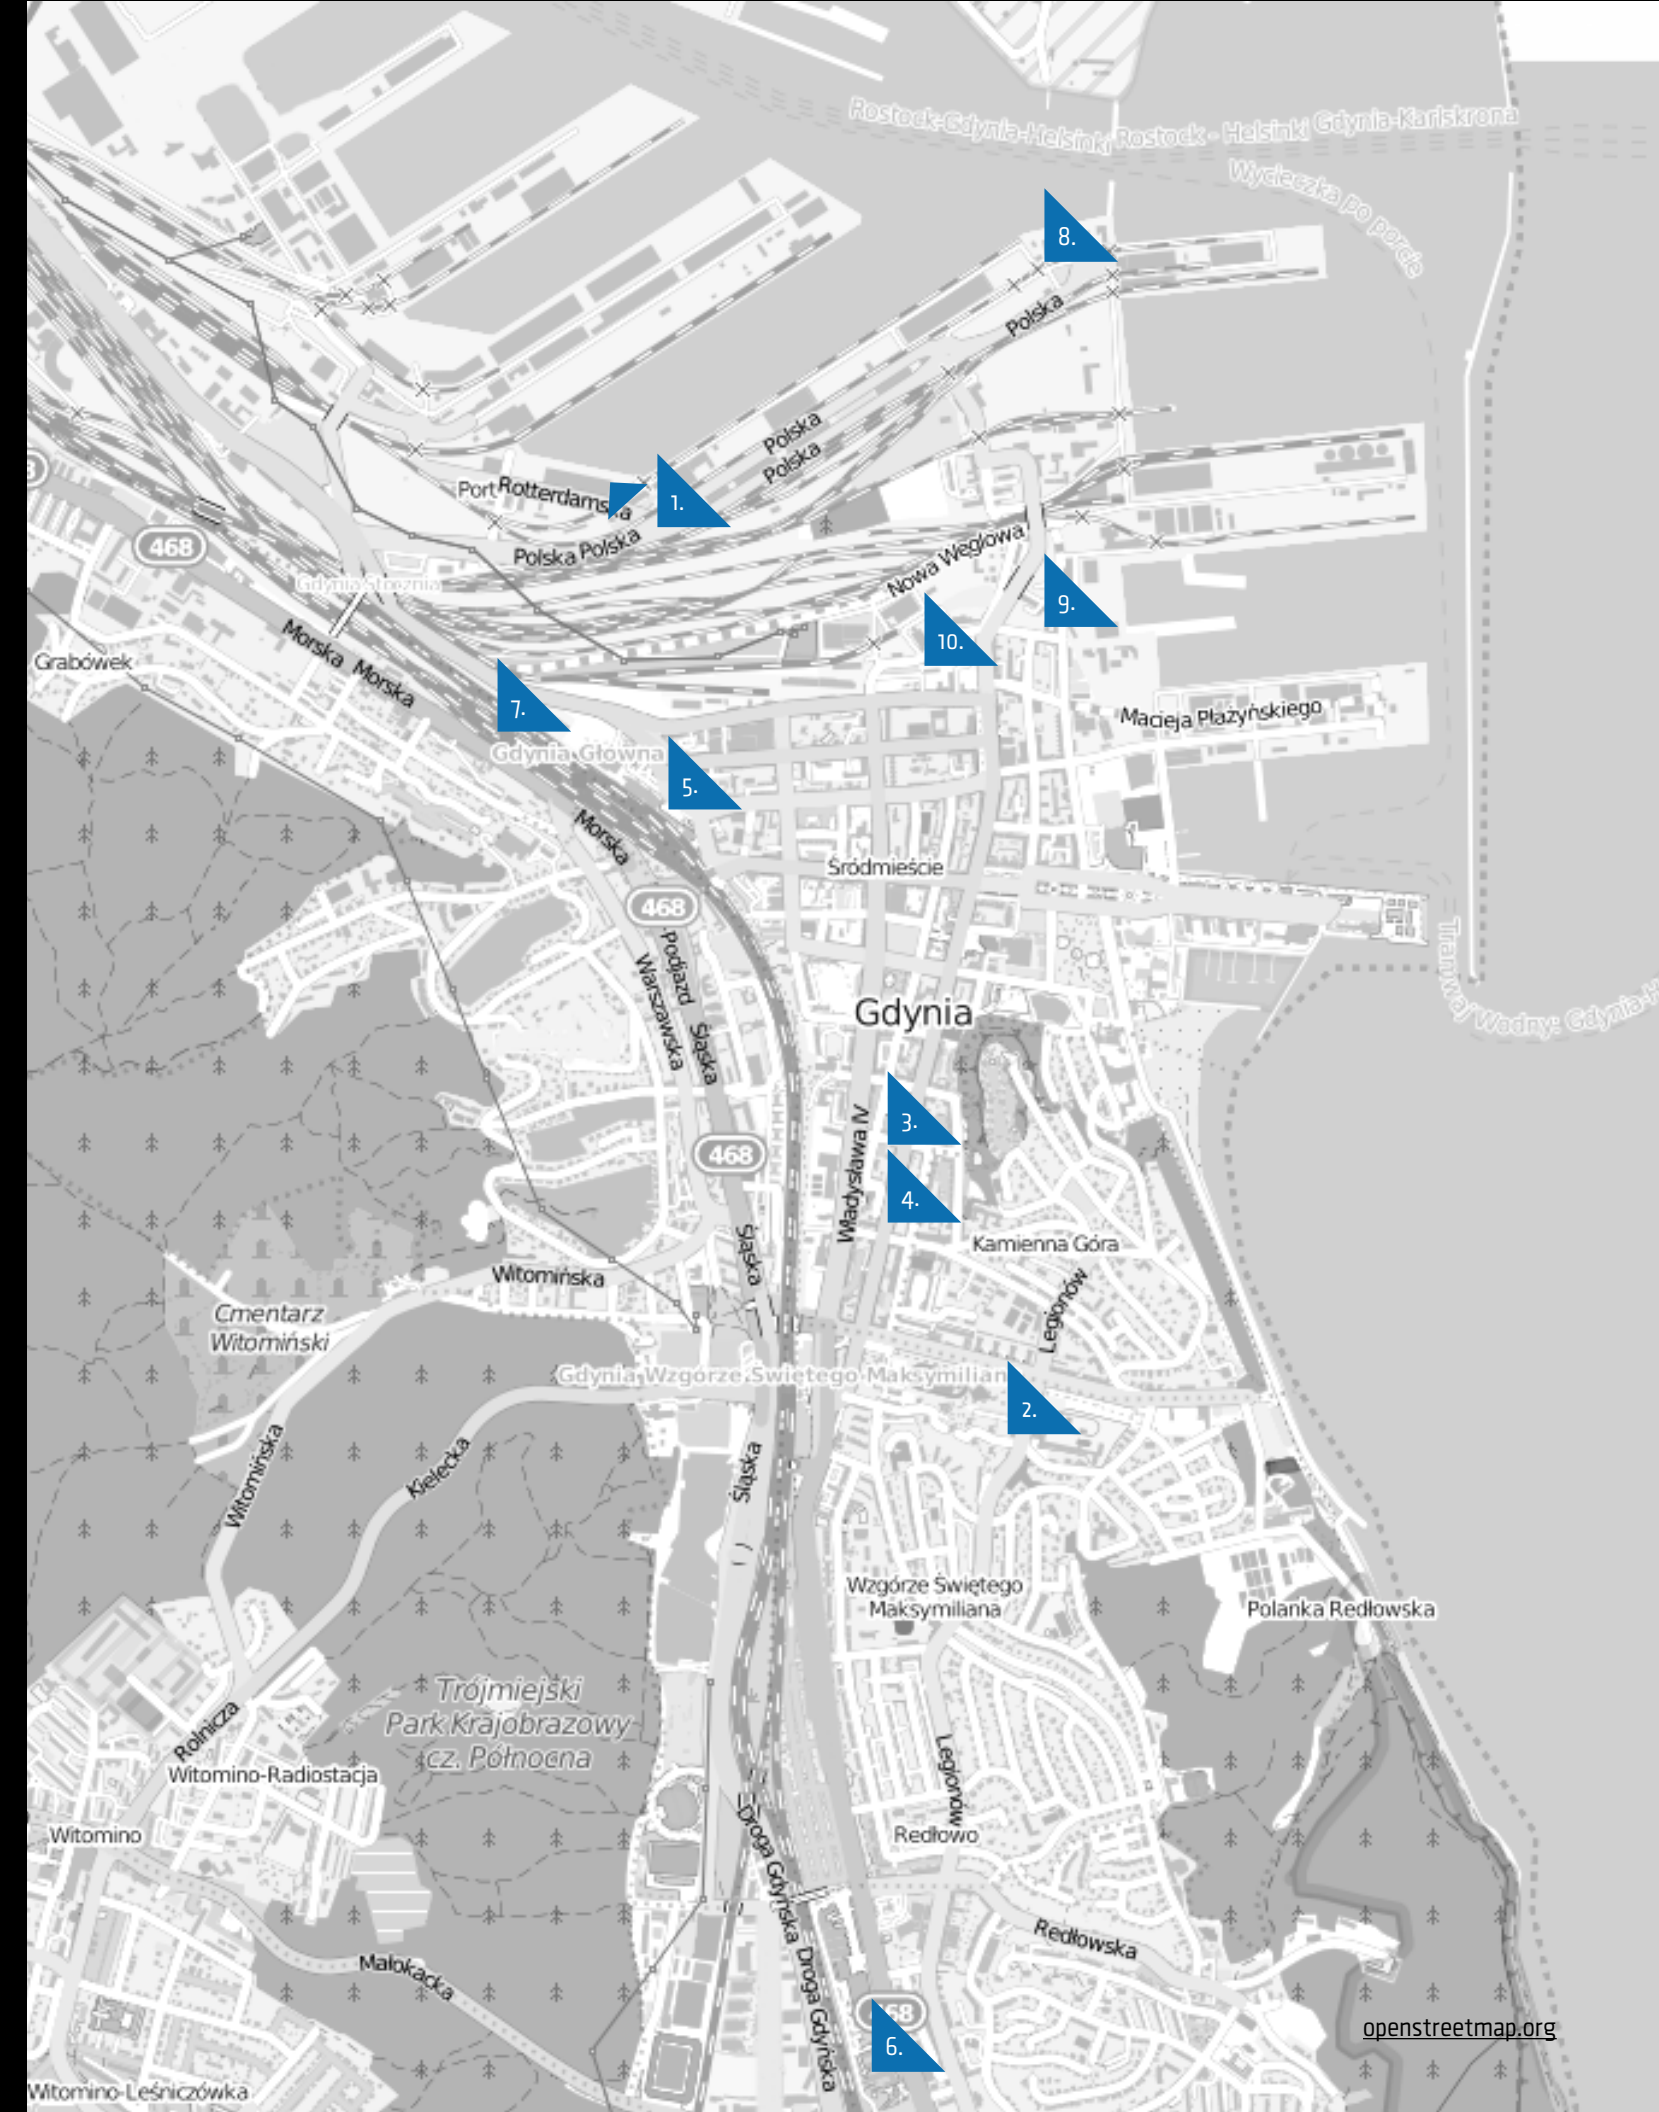 Rostock-Gdynia-Helsinki Rostock - Helsinki Gdynia-Karlskrona
Wycieczka po porcie
8.
Polska
Polska
Polska
Port
Rotterdamska
1.
Polska Polska
468
Nowa Węglowa
Gdynia Stocznia
9.
10.
Morska Morska
Grabówek
7.
Macieja Płażyńskiego
Gdynia Główna
5.
Morska
Śródmieście
468
Podjazd
Warszawska
Śląska
Tramwaj Wodny: Gdynia-H
Gdynia
3.
468
Władysława IV
4.
Kamienna Góra
Śląska
Witomińska
Legionów
Cmentarz
Witomiński
Gdynia Wzgórze Świętego Maksymilian
2.
Witomińska
Kielecka
Śląska
Wzgórze Świętego
Maksymiliana
Polanka Redłowska
Trójmiejski
Park Krajobrazowy
cz. Północna
Rolnicza
Witomino-Radiostacja
Legionów
Witomino
Redłowo
Droga Gdyńska Droga Gdyńska
Redłowska
Małokacka
468
openstreetmap.org
6.
Witomino-Leśniczówka